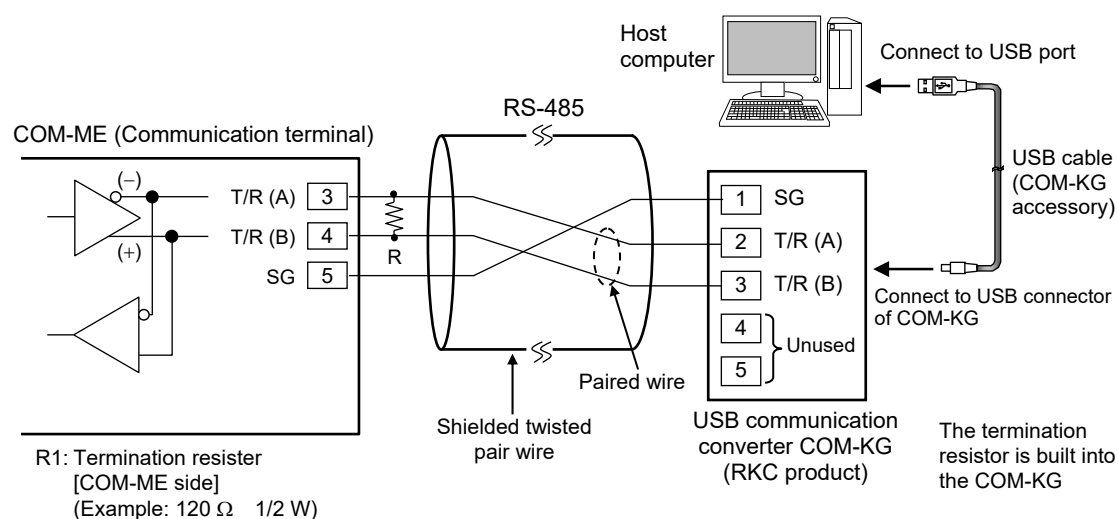 Host
computer
Connect to USB port
RS-485
COM-ME (Communication terminal)
USB cable
(COM-KG
accessory)
(−)
T/R (A) 3
T/R (B) 4
(+)
SG 5
R
1 SG
2 T/R (A)
3 T/R (B)
4
5
Unused
Connect to USB connector
of COM-KG
Paired wire
Shielded twisted
pair wire
USB communication
converter COM-KG
(RKC product)
The termination
resistor is built into
the COM-KG
R1: Termination resister
[COM-ME side]
(Example: 120 Ω 1/2 W)